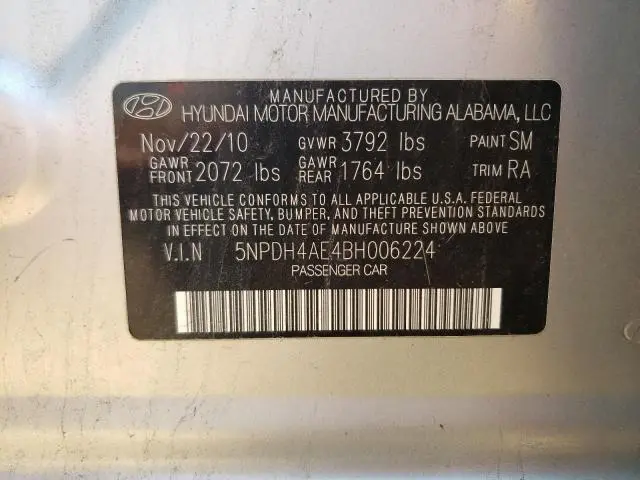 MANUFACTURED BY
HYUNDAI MOTOR MANUFACTURING ALABAMA, LLC
Nov/22/10 GVWR 3792 lbs PAINT SM
GAWR FRONT 2072 lbs GAWR REAR 1764 lbs TRIM RA
THIS VEHICLE CONFORMS TO ALL APPLICABLE U.S.A. FEDERAL
MOTOR VEHICLE SAFETY, BUMPER, AND THEFT PREVENTION STANDARDS
IN EFFECT ON THE DATE OF MANUFACTURE SHOWN ABOVE
V.I.N 5NPDH4AE4BH006224
PASSENGER CAR